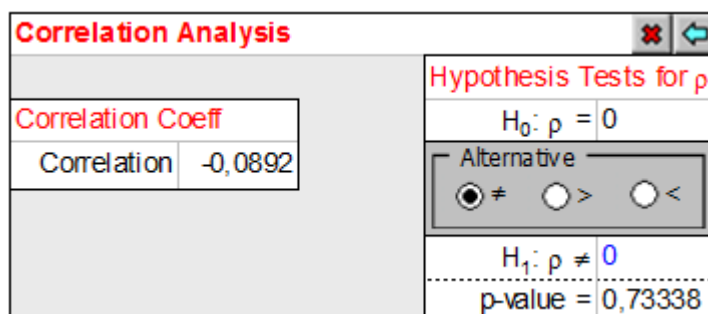 Correlation Analysis
Hypothesis Tests for ρ
Correlation Coeff
H₀: ρ = 0
Correlation -0,0892
Alternative
≠ > <
H₁: ρ ≠ 0
p-value = 0,73338